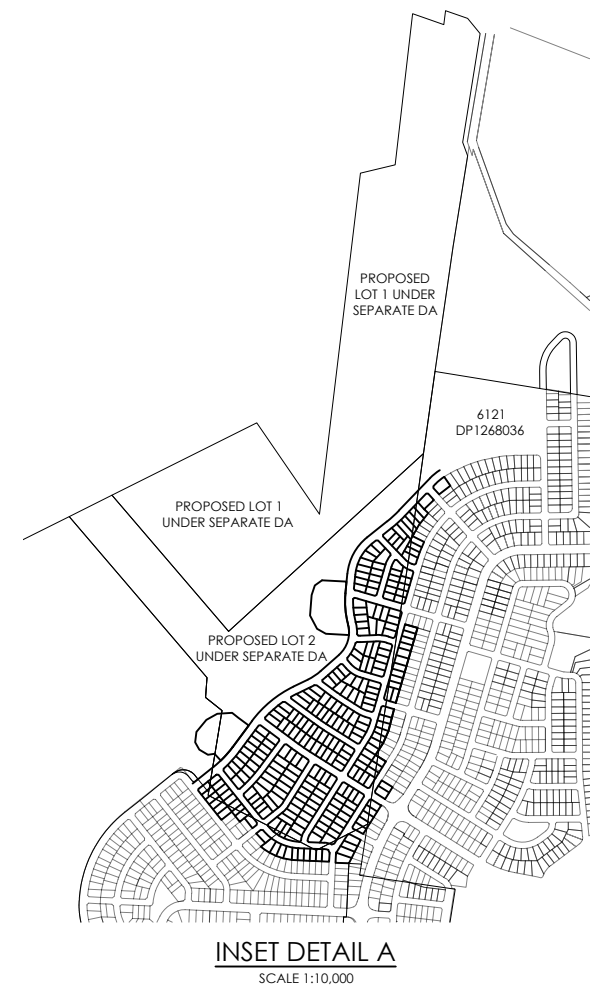 PROPOSED
LOT 1 UNDER
SEPARATE DA
6121
DP1268036
PROPOSED LOT 1
UNDER SEPARATE DA
PROPOSED LOT 2
UNDER SEPARATE DA
INSET DETAIL A
SCALE 1:10,000